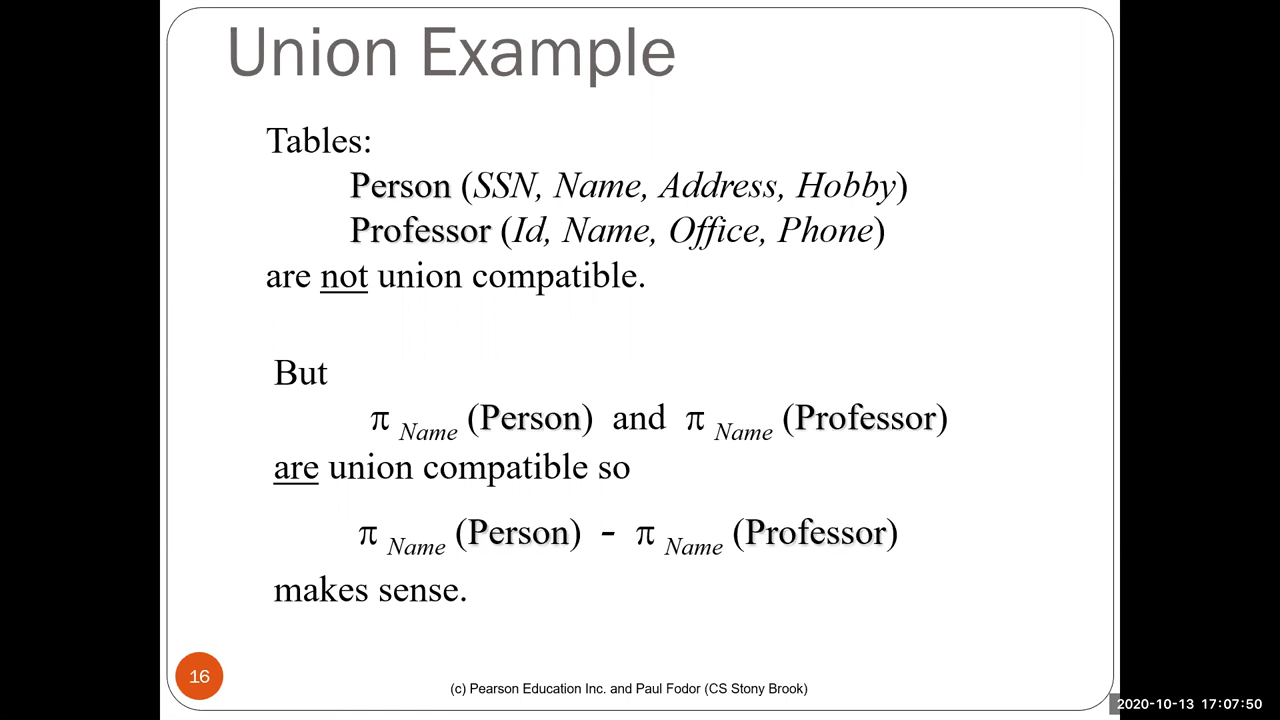 Union Example
Tables:
Person (SSN, Name, Address, Hobby)
Professor (Id, Name, Office, Phone)
are not union compatible.
But
π Name (Person) and π Name (Professor)
are union compatible so
π Name (Person) - π Name (Professor)
makes sense.
16
(c) Pearson Education Inc. and Paul Fodor (CS Stony Brook)
2020-10-13 17:07:50